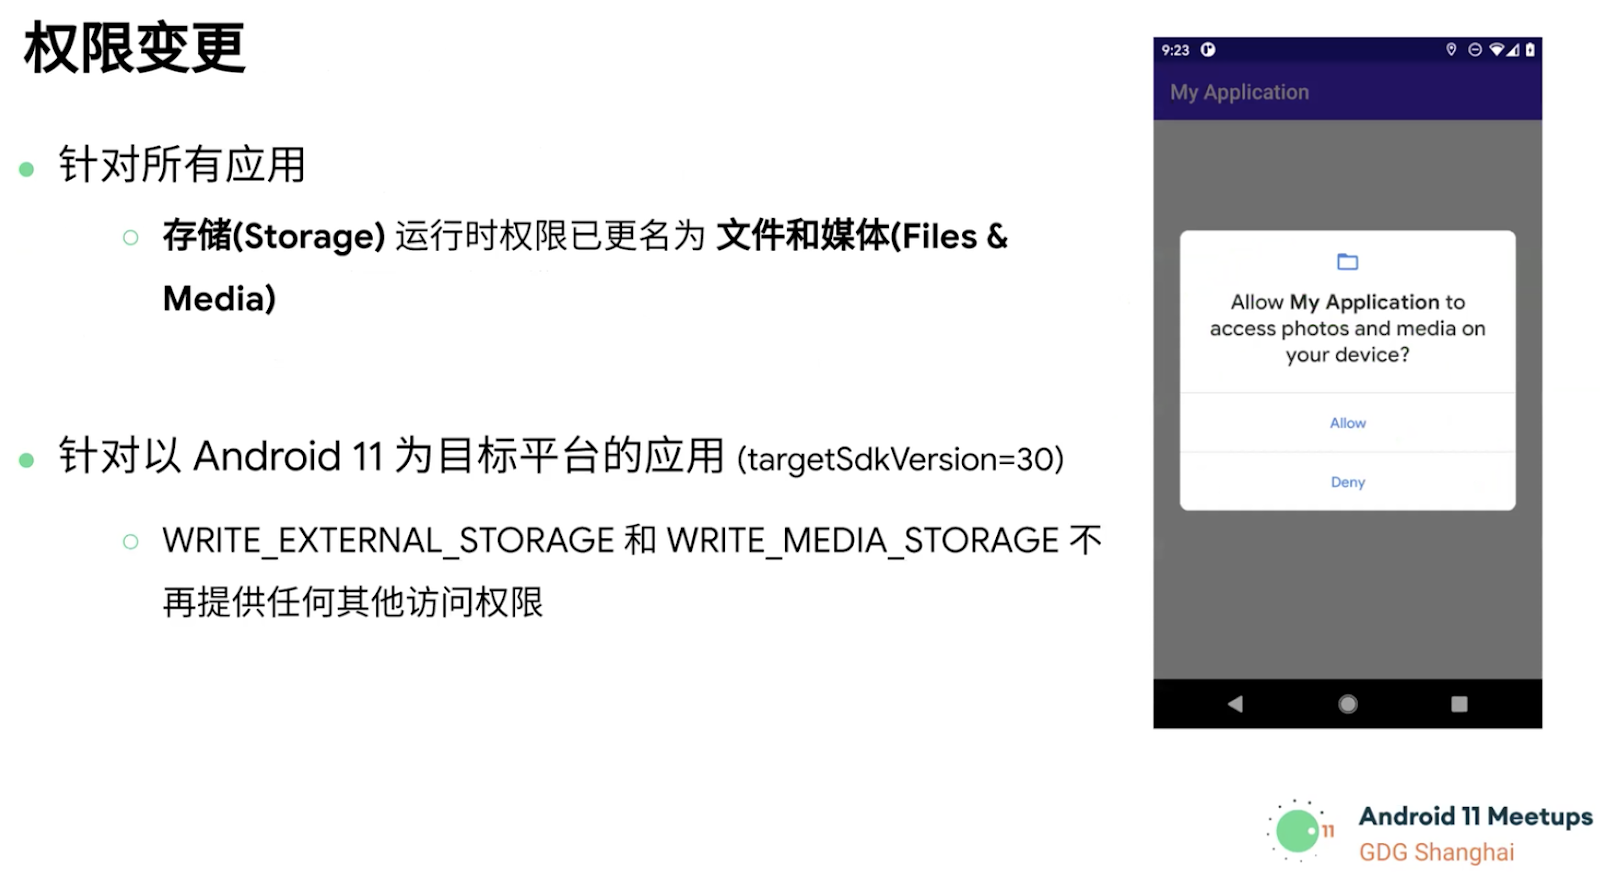 权限变更
针对所有应用
存储(Storage) 运行时权限已更名为 文件和媒体(Files &
Media)
针对以 Android 11 为目标平台的应用 (targetSdkVersion=30)
WRITE_EXTERNAL_STORAGE 和 WRITE_MEDIA_STORAGE 不
再提供任何其他访问权限
9:23
My Application
Allow My Application to
access photos and media on
your device?
Allow
Deny
11
Android 11 Meetups
GDG Shanghai